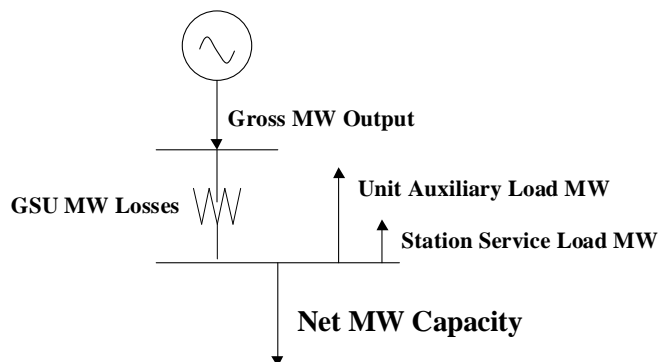 Gross MW Output
GSU MW Losses
Unit Auxiliary Load MW
Station Service Load MW
Net MW Capacity